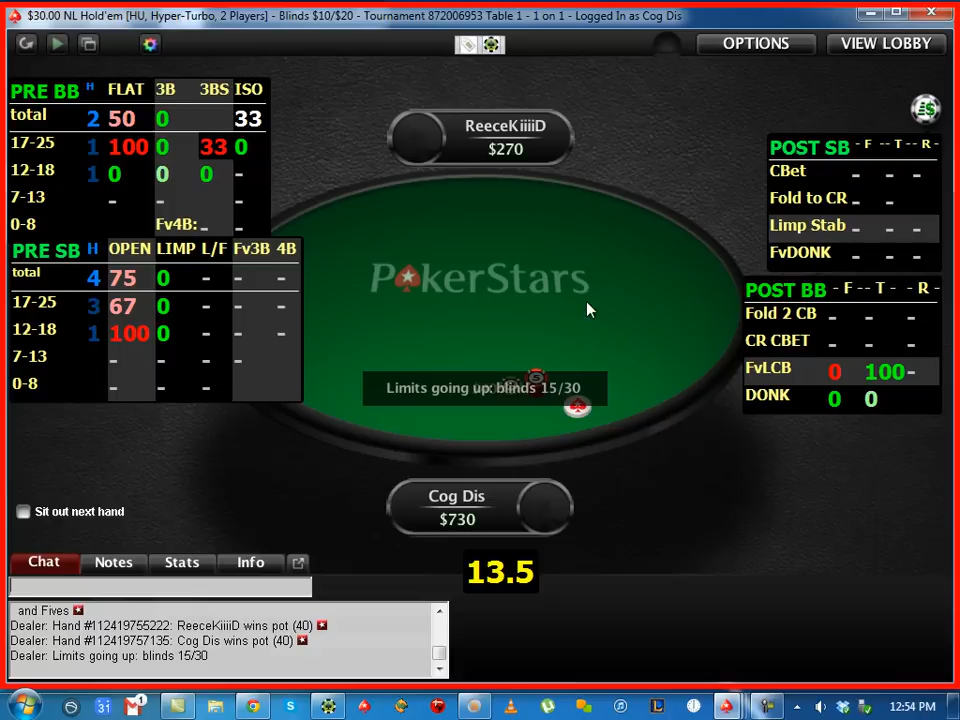 $30.00 NL Hold'em [HU, Hyper-Turbo, 2 Players] - Blinds $10/$20 - Tournament 872006953 Table 1 - 1 on 1 - Logged In as Cog Dis
OPTIONS
VIEW LOBBY
PRE BB H FLAT 3B 3BS ISO
total 2 50 0 33
17-25 1 100 0 33 0
12-18 1 0 0 0 -
7-13 - - -
0-8 - Fv4B: - -
PRE SB H OPEN LIMP L/F Fv3B 4B
total 4 75 0 - - -
17-25 3 67 0 - - -
12-18 1 100 0 - - -
7-13 - - - -
0-8 - - - -
ReeceKiiiiD
$270
POST SB - F -- T -- R -
CBet - - -
Fold to CR - - -
Limp Stab - - -
FvDONK - - -
POST BB - F -- T -- R -
Fold 2 CB - - -
CR CBET - - -
FvLCB 0 100 -
DONK 0 0
PokerStars
Limits going up: blinds 15/30
Cog Dis
$730
13.5
Sit out next hand
Chat Notes Stats Info
and Fives
Dealer: Hand #112419755222: ReeceKiiiiD wins pot (40)
Dealer: Hand #112419757135: Cog Dis wins pot (40)
Dealer: Limits going up: blinds 15/30
31
1
12:54 PM